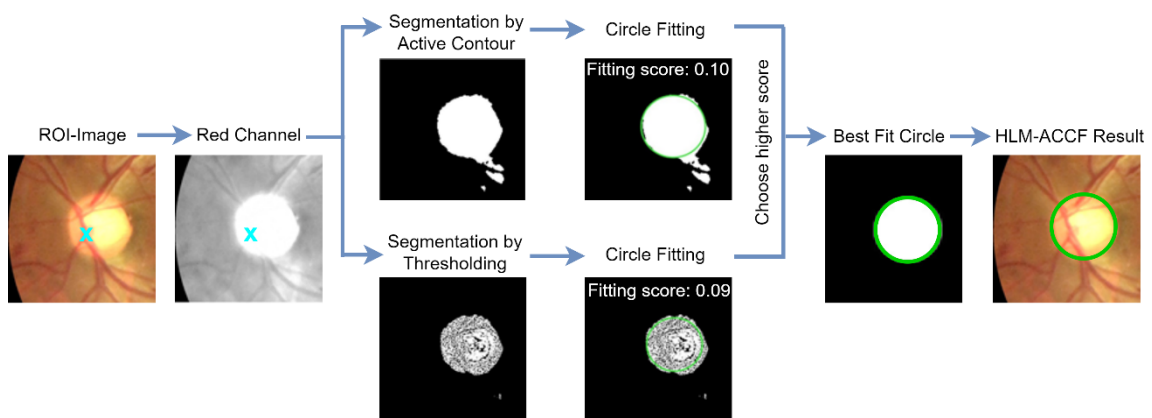 ROI-Image
Red Channel
Segmentation by
Active Contour
Circle Fitting
Fitting score: 0.10
Segmentation by
Thresholding
Circle Fitting
Fitting score: 0.09
Choose higher score
Best Fit Circle
HLM-ACCF Result
x
x